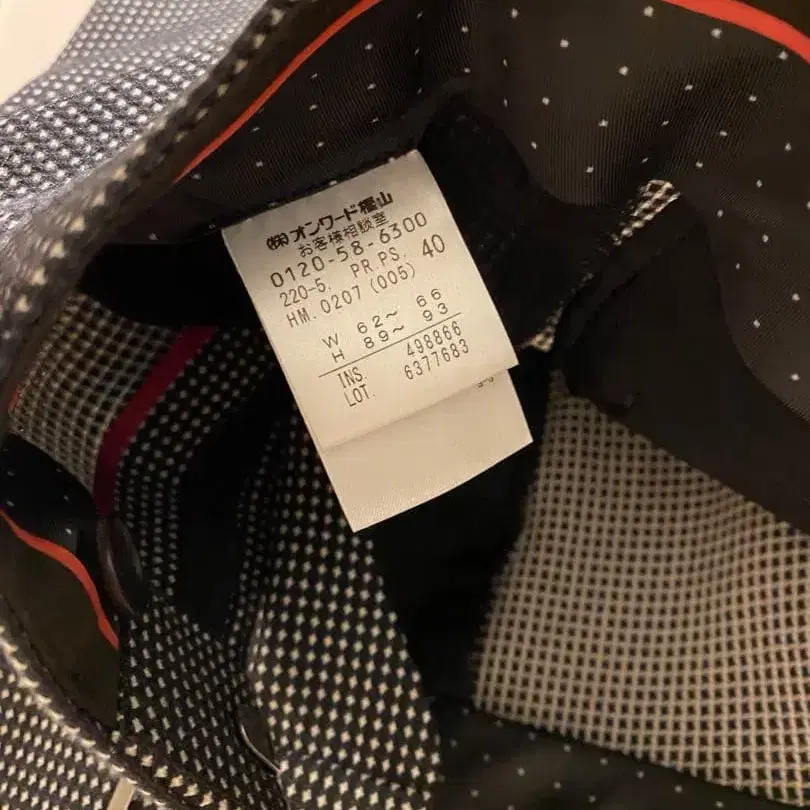 (株)オンワード樫山
お客様相談室
0120-58-6300
220-5. PR.PS. 40
HM.0207(005)
W 62～ 66
H 89～ 93
INS. 498866
LOT. 6377683